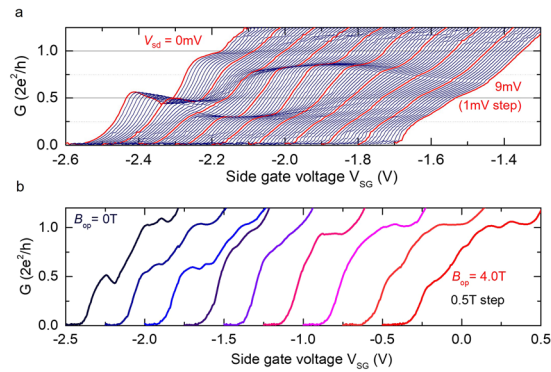 a
V_sd = 0mV
1.0
0.5
0.0
G (2e²/h)
9mV
(1mV step)
-2.6 -2.4 -2.2 -2.0 -1.8 -1.6 -1.4
Side gate voltage V_SG (V)
b
B_op = 0T
1.0
0.5
0.0
G (2e²/h)
B_op = 4.0T
0.5T step
-2.5 -2.0 -1.5 -1.0 -0.5 0.0 0.5
Side gate voltage V_SG (V)